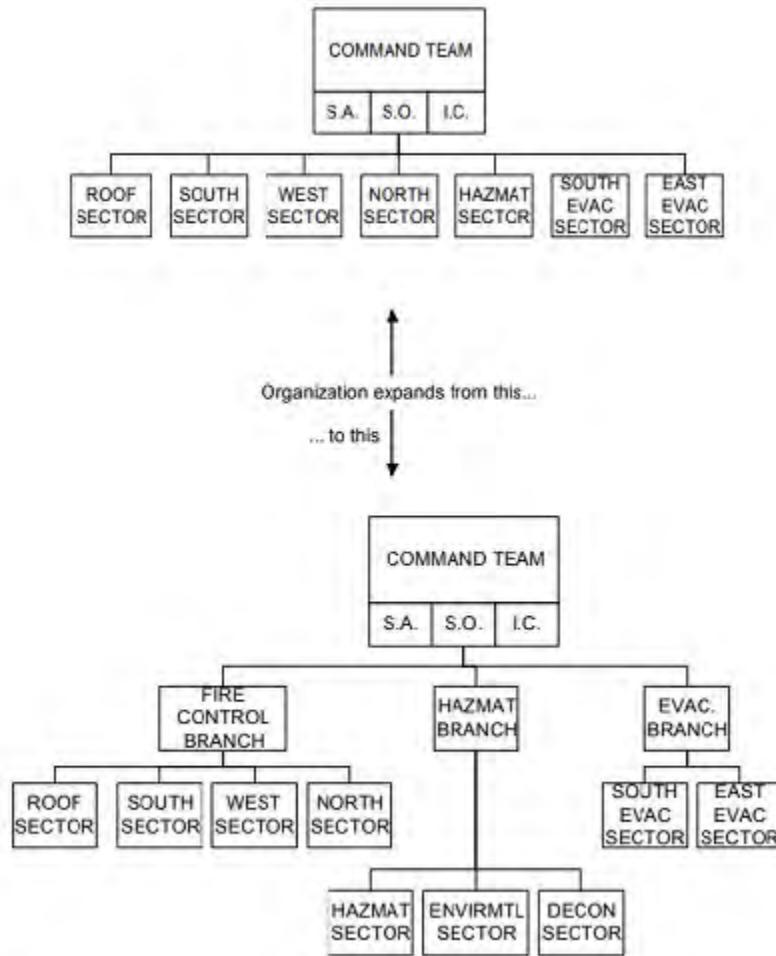 COMMAND TEAM
S.A. S.O. I.C.
ROOF SECTOR
SOUTH SECTOR
WEST SECTOR
NORTH SECTOR
HAZMAT SECTOR
SOUTH EVAC SECTOR
EAST EVAC SECTOR
Organization expands from this...
... to this
COMMAND TEAM
S.A. S.O. I.C.
FIRE CONTROL BRANCH
HAZMAT BRANCH
EVAC. BRANCH
ROOF SECTOR
SOUTH SECTOR
WEST SECTOR
NORTH SECTOR
SOUTH EVAC SECTOR
EAST EVAC SECTOR
HAZMAT SECTOR
ENVIRMTL SECTOR
DECON SECTOR